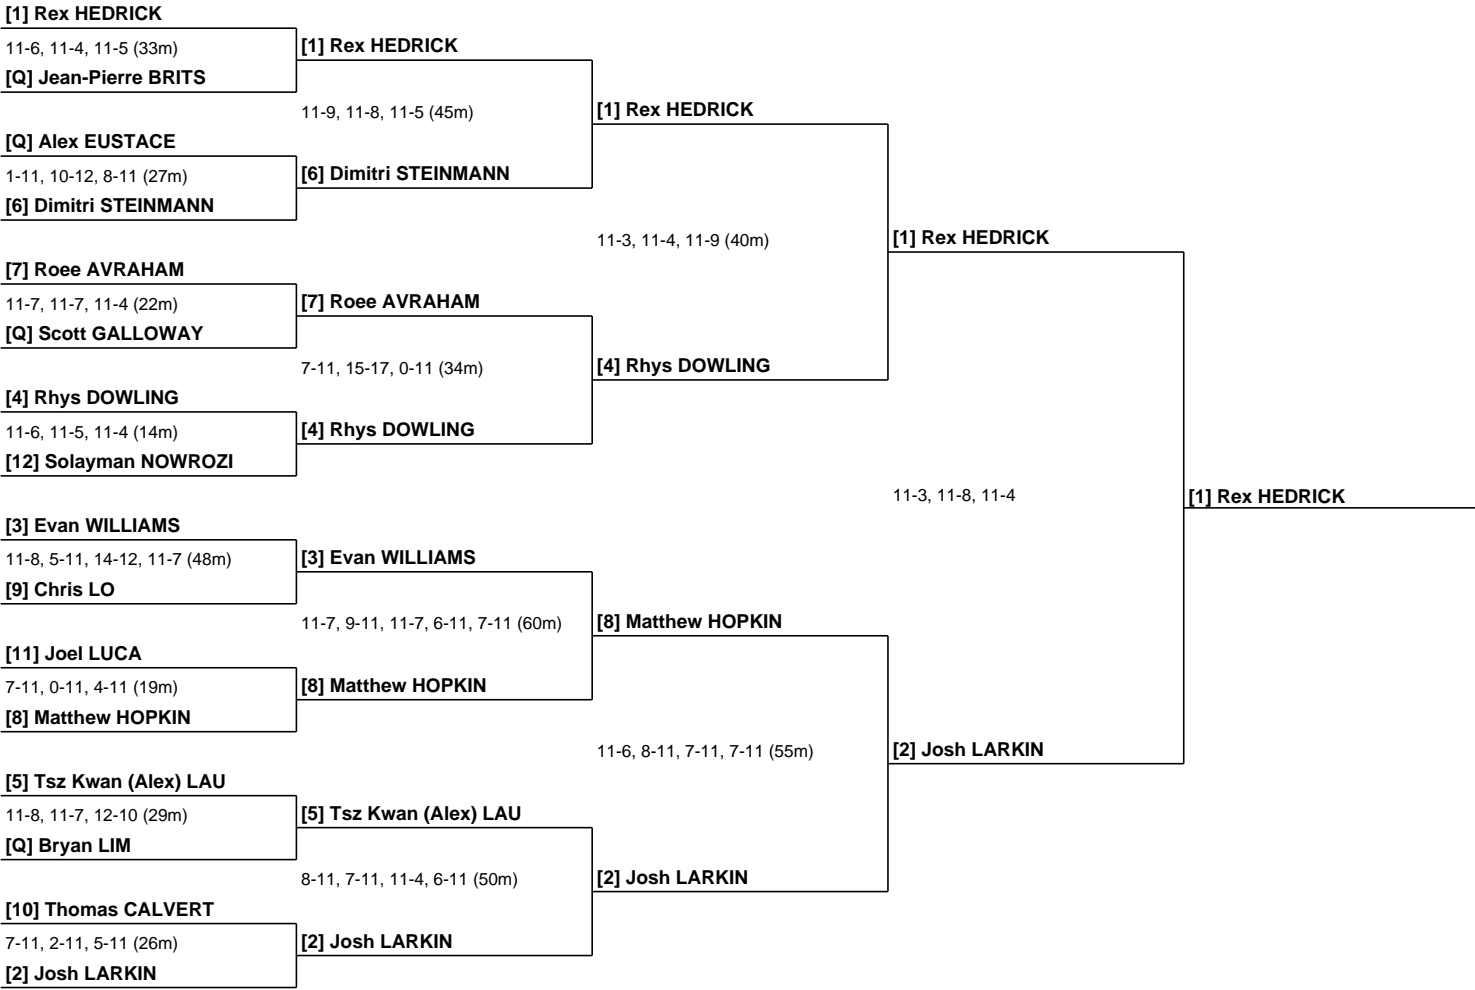 [1] Rex HEDRICK
11-6, 11-4, 11-5 (33m)
[Q] Jean-Pierre BRITS
[Q] Alex EUSTACE
1-11, 10-12, 8-11 (27m)
[6] Dimitri STEINMANN
[7] Roee AVRAHAM
11-7, 11-7, 11-4 (22m)
[Q] Scott GALLOWAY
[4] Rhys DOWLING
11-6, 11-5, 11-4 (14m)
[12] Solayman NOWROZI
[3] Evan WILLIAMS
11-8, 5-11, 14-12, 11-7 (48m)
[9] Chris LO
[11] Joel LUCA
7-11, 0-11, 4-11 (19m)
[8] Matthew HOPKIN
[5] Tsz Kwan (Alex) LAU
11-8, 11-7, 12-10 (29m)
[Q] Bryan LIM
[10] Thomas CALVERT
7-11, 2-11, 5-11 (26m)
[2] Josh LARKIN
[1] Rex HEDRICK
11-9, 11-8, 11-5 (45m)
[6] Dimitri STEINMANN
[7] Roee AVRAHAM
7-11, 15-17, 0-11 (34m)
[4] Rhys DOWLING
[3] Evan WILLIAMS
11-7, 9-11, 11-7, 6-11, 7-11 (60m)
[8] Matthew HOPKIN
[5] Tsz Kwan (Alex) LAU
8-11, 7-11, 11-4, 6-11 (50m)
[2] Josh LARKIN
[1] Rex HEDRICK
11-3, 11-4, 11-9 (40m)
[4] Rhys DOWLING
[8] Matthew HOPKIN
11-6, 8-11, 7-11, 7-11 (55m)
[2] Josh LARKIN
[1] Rex HEDRICK
11-3, 11-8, 11-4
[2] Josh LARKIN
[1] Rex HEDRICK